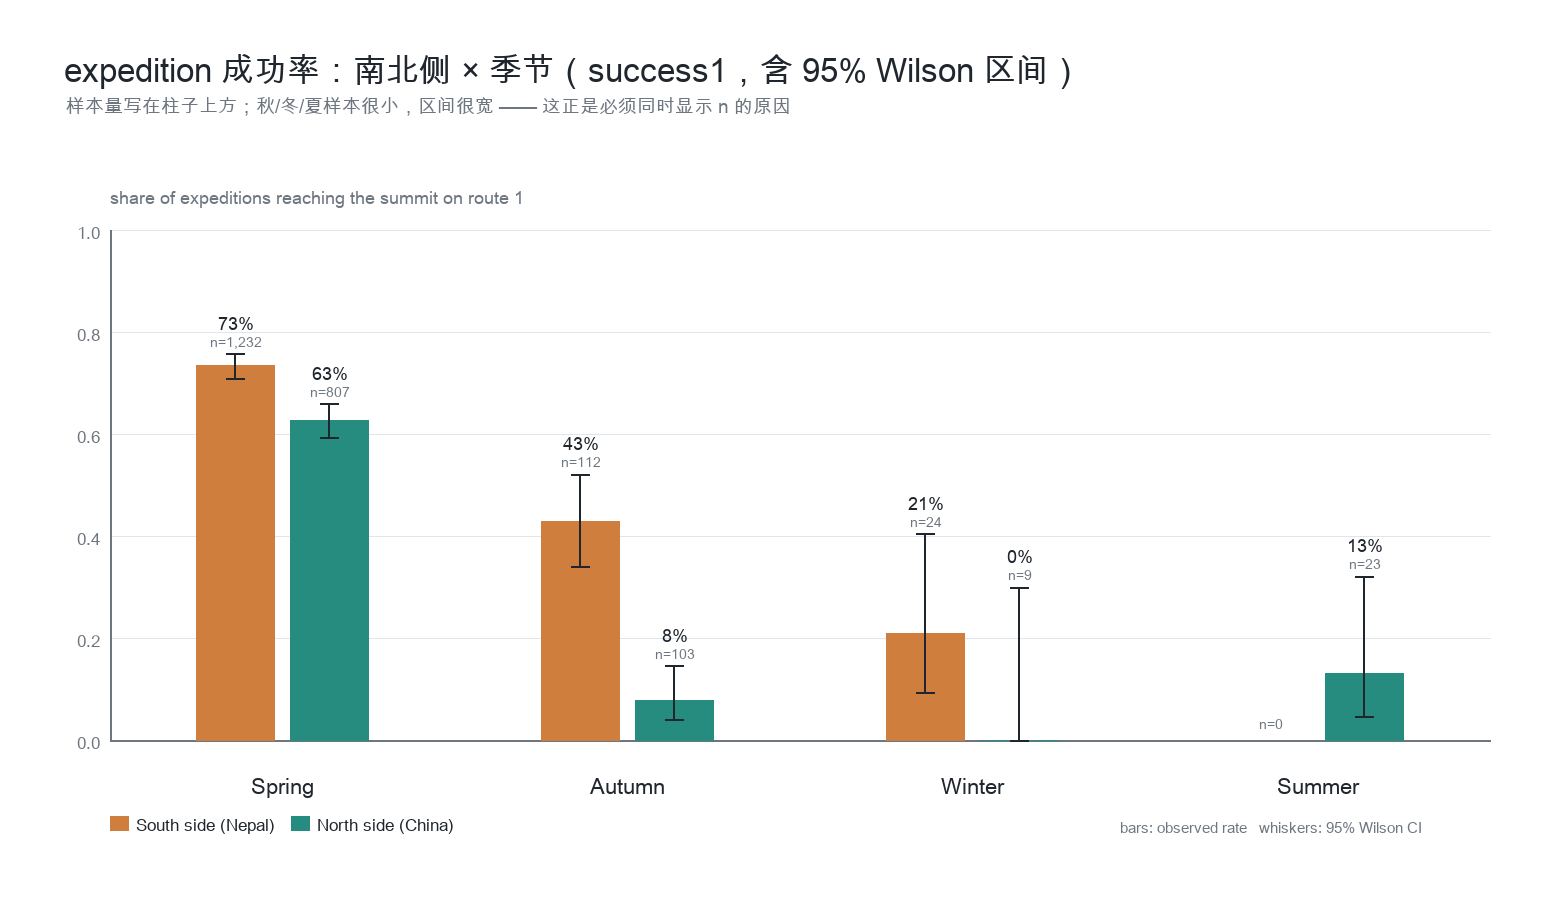 expedition 成功率：南北侧 × 季节（success1，含 95% Wilson 区间）
样本量写在柱子上方；秋/冬/夏样本很小，区间很宽 —— 这正是必须同时显示 n 的原因
share of expeditions reaching the summit on route 1
1.0
0.8
0.6
0.4
0.2
0.0
73%
n=1,232
63%
n=807
43%
n=112
8%
n=103
21%
n=24
0%
n=9
n=0
13%
n=23
Spring
Autumn
Winter
Summer
South side (Nepal)
North side (China)
bars: observed rate whiskers: 95% Wilson CI